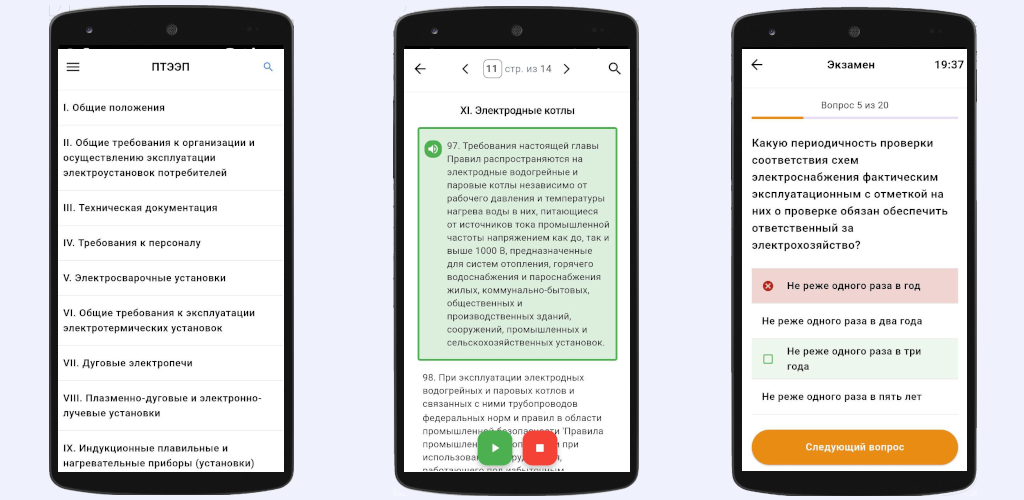 ПТЭЭП
I. Общие положения
II. Общие требования к организации и
осуществлению эксплуатации
электроустановок потребителей
III. Техническая документация
IV. Требования к персоналу
V. Электросварочные установки
VI. Общие требования к эксплуатации
электротермических установок
VII. Дуговые электропечи
VIII. Плазменно-дуговые и электронно-
лучевые установки
IX. Индукционные плавильные и
нагревательные приборы (установки)
11 стр. из 14
XI. Электродные котлы
97. Требования настоящей главы
Правил распространяются на
электродные водогрейные и
паровые котлы независимо от
рабочего давления и температуры
нагрева воды в них, питающиеся
от источников тока промышленной
частоты напряжением как до, так и
выше 1000 В, предназначенные
для систем отопления, горячего
водоснабжения и пароснабжения
жилых, коммунально-бытовых,
общественных и
производственных зданий,
сооружений, промышленных и
сельскохозяйственных установок.
98. При эксплуатации электродных
водогрейных и паровых котлов и
связанных с ними трубопроводов
федеральных норм и правил в области
промышленной безопасности "Правила
при
работающего под избыточным
Экзамен 19:37
Вопрос 5 из 20
Какую периодичность проверки
соответствия схем
электроснабжения фактическим
эксплуатационным с отметкой на
них о проверке обязан обеспечить
ответственный за
электрохозяйство?
Не реже одного раза в год
Не реже одного раза в два года
Не реже одного раза в три
года
Не реже одного раза в пять лет
Следующий вопрос